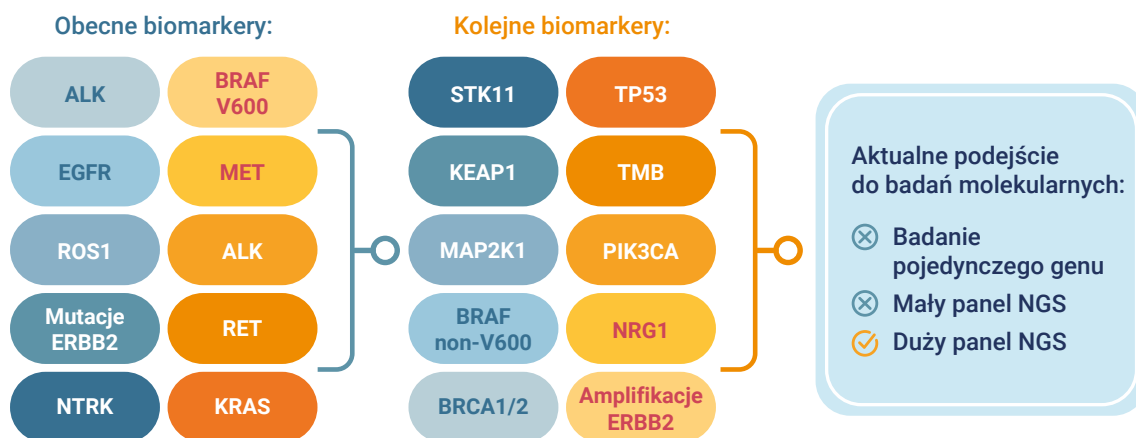 Obecne biomarkery:
ALK
BRAF
V600
EGFR
MET
ROS1
ALK
Mutacje
ERBB2
RET
NTRK
KRAS
Kolejne biomarkery:
STK11
TP53
KEAP1
TMB
MAP2K1
PIK3CA
BRAF
non-V600
NRG1
BRCA1/2
Amplifikacje
ERBB2
Aktualne podejście
do badań molekularnych:
Badanie
pojedynczego genu
Mały panel NGS
Duży panel NGS